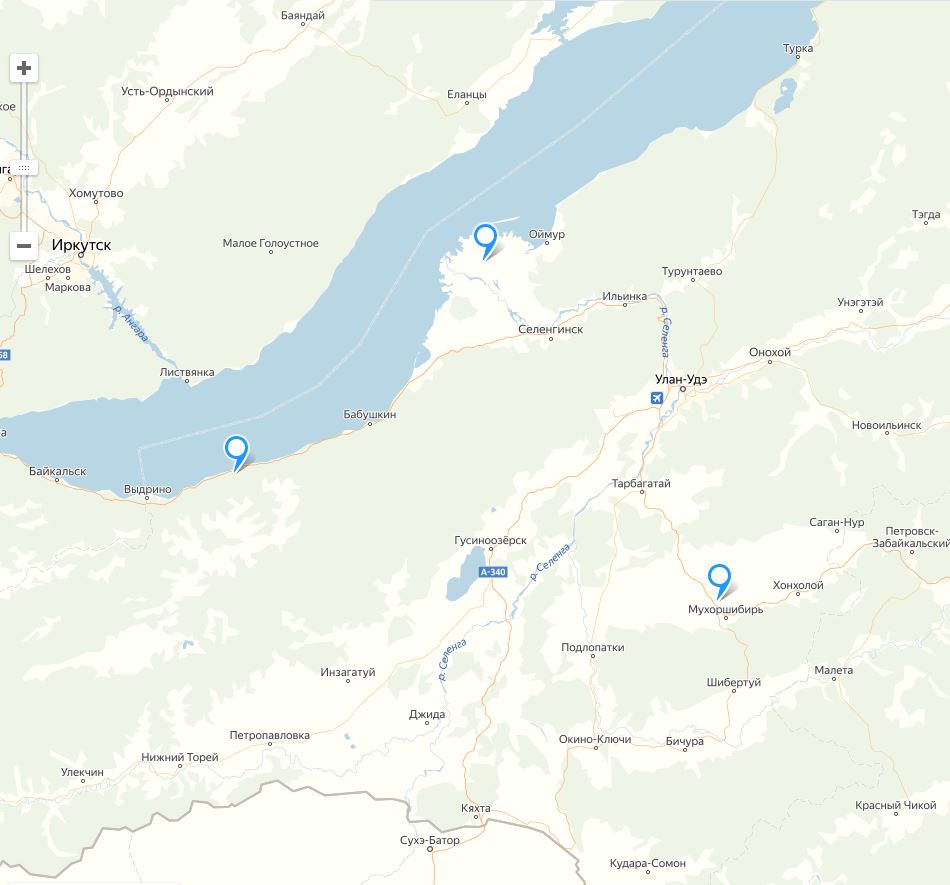 Баяндай
Турка
Усть-Ордынский
Еланцы
Хомутово
Тэгда
Малое Голоустное
Оймур
Иркутск
Шелехов
Маркова
Турунтаево
Ильинка
Унэгэтэй
р. Ангара
р. Селенга
Селенгинск
Онохой
Листвянка
Улан-Удэ
Бабушкин
Новоильинск
Байкальск
Выдрино
Тарбагатай
Саган-Нур
Петровск-
Забайкальский
Гусиноозёрск
А-340
р. Селенга
Хонхолой
Мухоршибирь
Подлопатки
р. Селенга
Инзагатуй
Малета
Шибертуй
Джида
Петропавловка
Окино-Ключи
Бичура
Нижний Торей
Улекчин
Кяхта
Красный Чикой
Сухэ-Батор
Кудара-Сомон